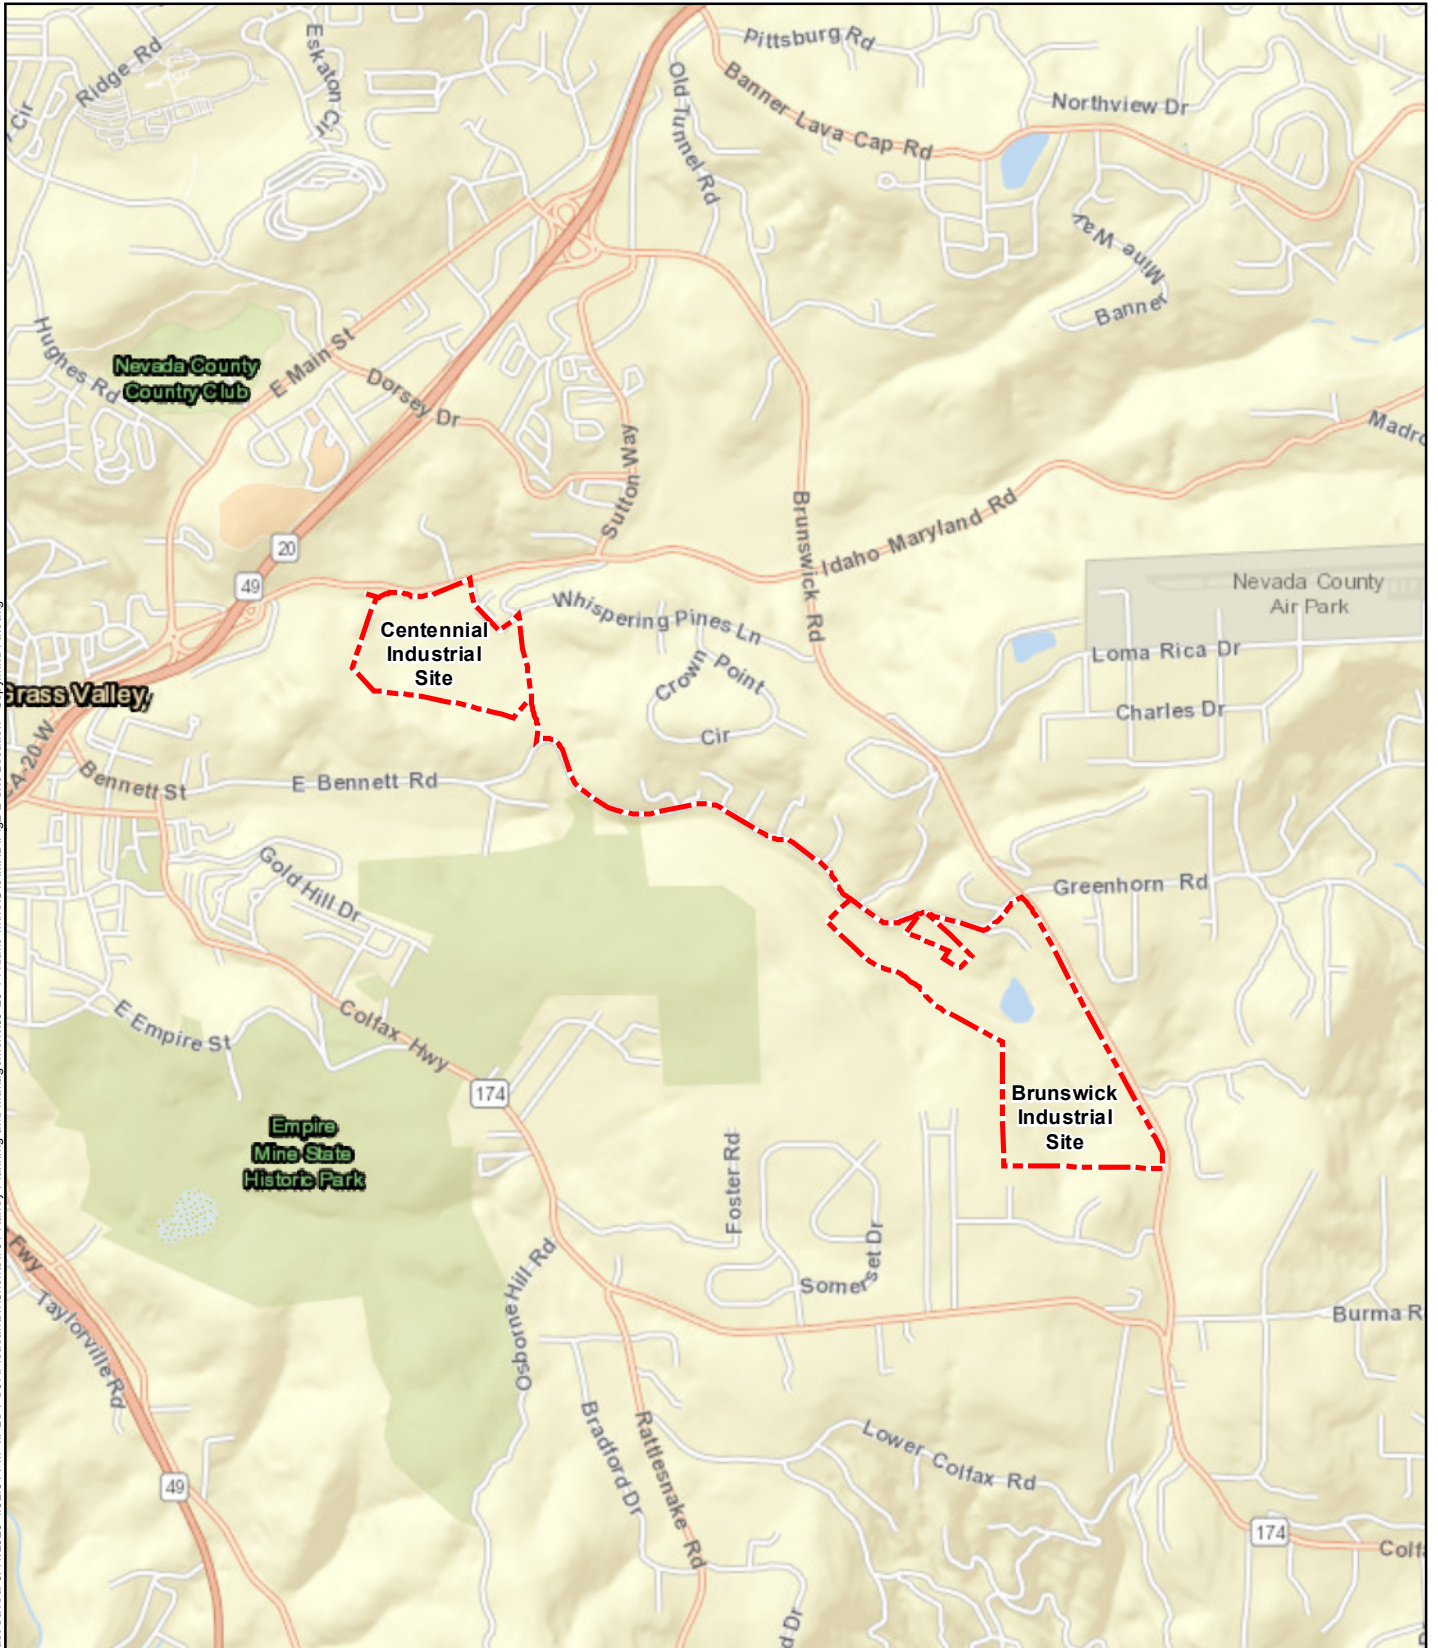 Pittsburg Rd
Ridge Rd
Eskaton Cir
Cir
Old Tunnel Rd
Banner Lava Cap Rd
Northview Dr
Mine Way
Banner
Hughes Rd
Nevada County
Country Club
E Main St
Dorsey Dr
Sutton Way
Brunswick Rd
Idaho Maryland Rd
Madro
20
49
Nevada County
Air Park
Whispering Pines Ln
Centennial
Industrial
Site
Crown Point
Cir
Loma Rica Dr
Charles Dr
Grass Valley
CA-20 W
Bennett St
E Bennett Rd
Gold Hill Dr
Greenhorn Rd
E Empire St
Colfax Hwy
174
Brunswick
Industrial
Site
Empire
Mine State
Historic Park
Foster Rd
Somerset Dr
Osborne Hill Rd
Fwy
Taylorville Rd
Burma R
Bradford Dr
Rattlesnake Rd
Lower Colfax Rd
49
174
Colf
d Dr